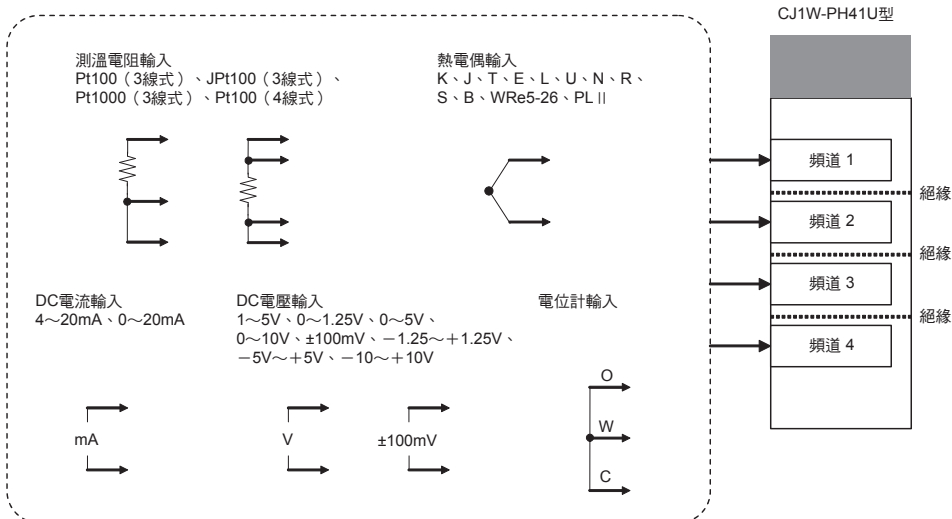 CJ1W-PH41U型
測溫電阻輸入
Pt100（3線式）、JPt100（3線式）、
Pt1000（3線式）、Pt100（4線式）
熱電偶輸入
K、J、T、E、L、U、N、R、
S、B、WRe5-26、PLⅡ
頻道 1
絕緣
頻道 2
絕緣
頻道 3
絕緣
頻道 4
DC電流輸入
4～20mA、0～20mA
DC電壓輸入
1～5V、0～1.25V、0～5V、
0～10V、±100mV、－1.25～＋1.25V、
－5V～＋5V、－10～＋10V
電位計輸入
mA
V
±100mV
O
W
C